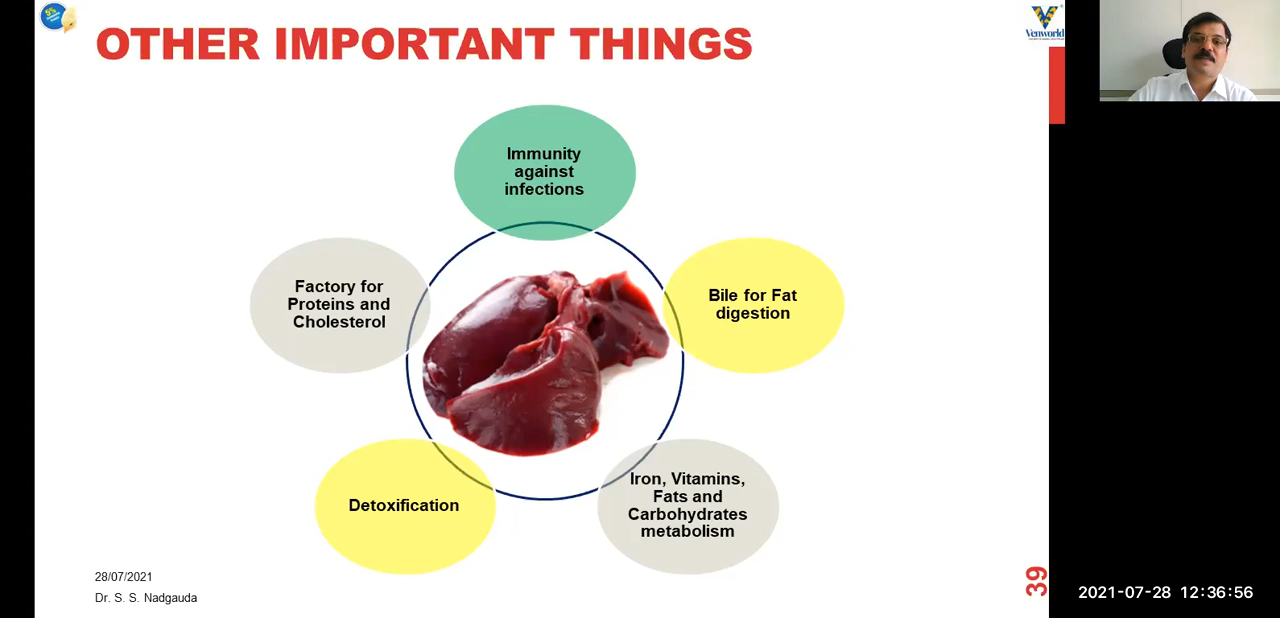 5%
OTHER IMPORTANT THINGS
Venworld
Immunity
against
infections
Factory for
Proteins and
Cholesterol
Bile for Fat
digestion
Detoxification
Iron, Vitamins,
Fats and
Carbohydrates
metabolism
28/07/2021
Dr. S. S. Nadgauda
39
2021-07-28 12:36:56